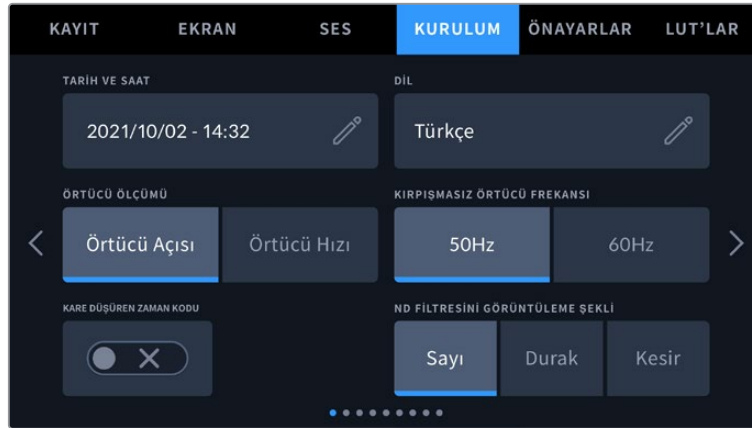 KAYIT EKRAN SES KURULUM ÖNAYARLAR LUT’LAR
TARİH VE SAAT
2021/10/02 - 14:32
DİL
Türkçe
ÖRTÜCÜ ÖLÇÜMÜ
Örtücü Açısı Örtücü Hızı
KIRPIŞMASIZ ÖRTÜCÜ FREKANSI
50Hz 60Hz
KARE DÜŞÜREN ZAMAN KODU
ND FİLTRESİNİ GÖRÜNTÜLEME ŞEKLİ
Sayı Durak Kesir